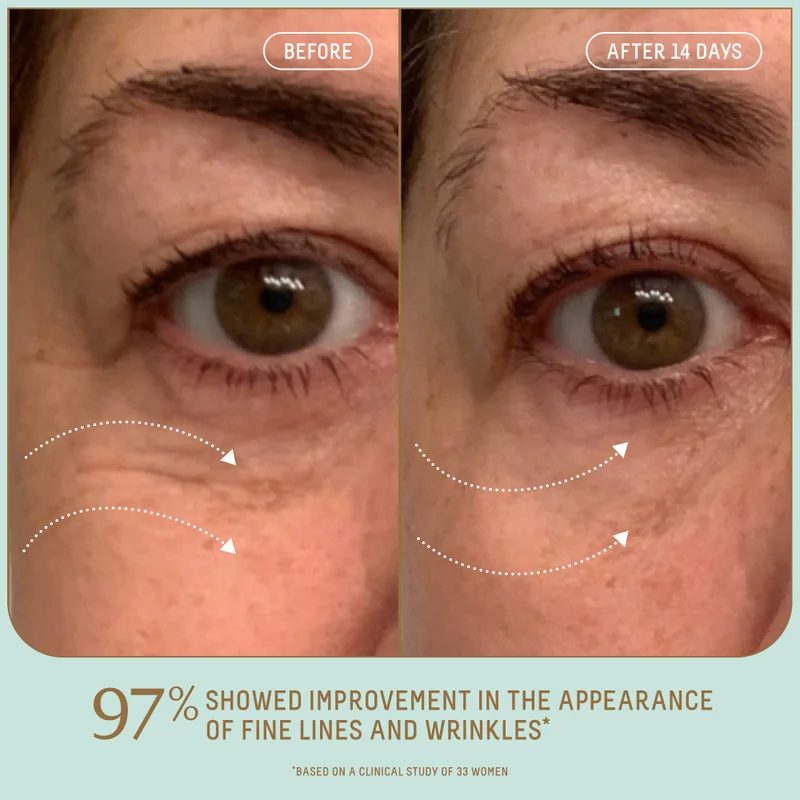 BEFORE
AFTER 14 DAYS
97% SHOWED IMPROVEMENT IN THE APPEARANCE
OF FINE LINES AND WRINKLES*
*BASED ON A CLINICAL STUDY OF 33 WOMEN